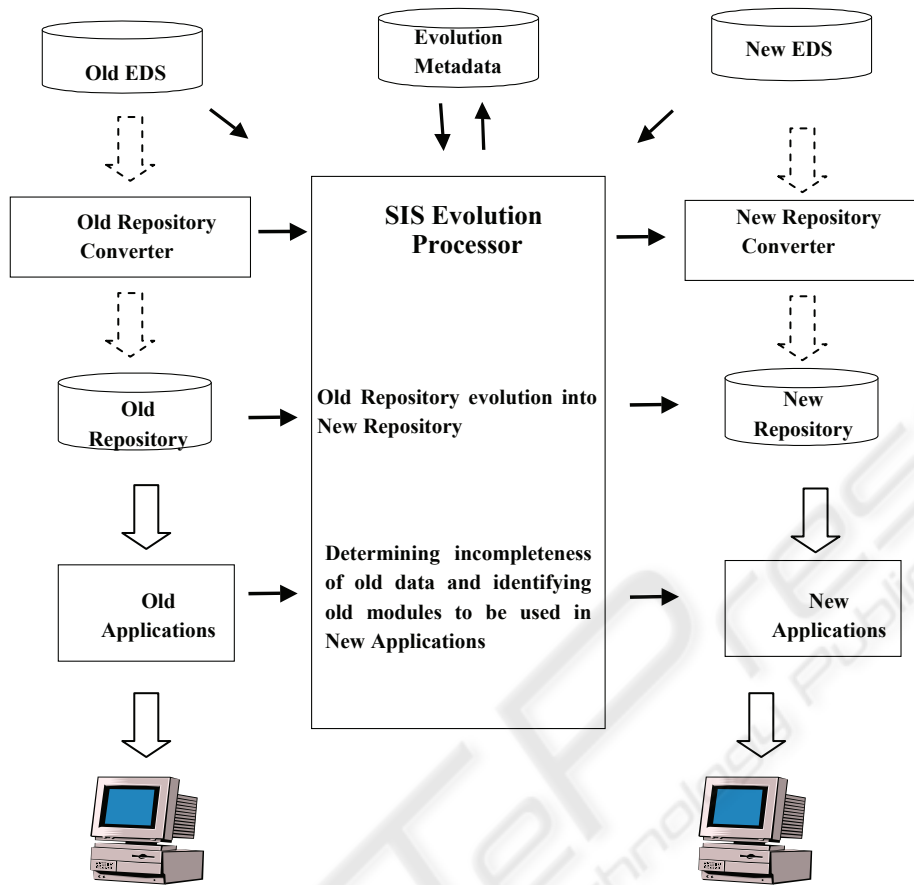 Old EDS
Evolution
Metadata
New EDS
Old Repository
Converter
SIS Evolution
Processor
New Repository
Converter
Old
Repository
Old Repository evolution into
New Repository
New
Repository
Old
Applications
Determining incompleteness
of old data and identifying
old modules to be used in
New Applications
New
Applications